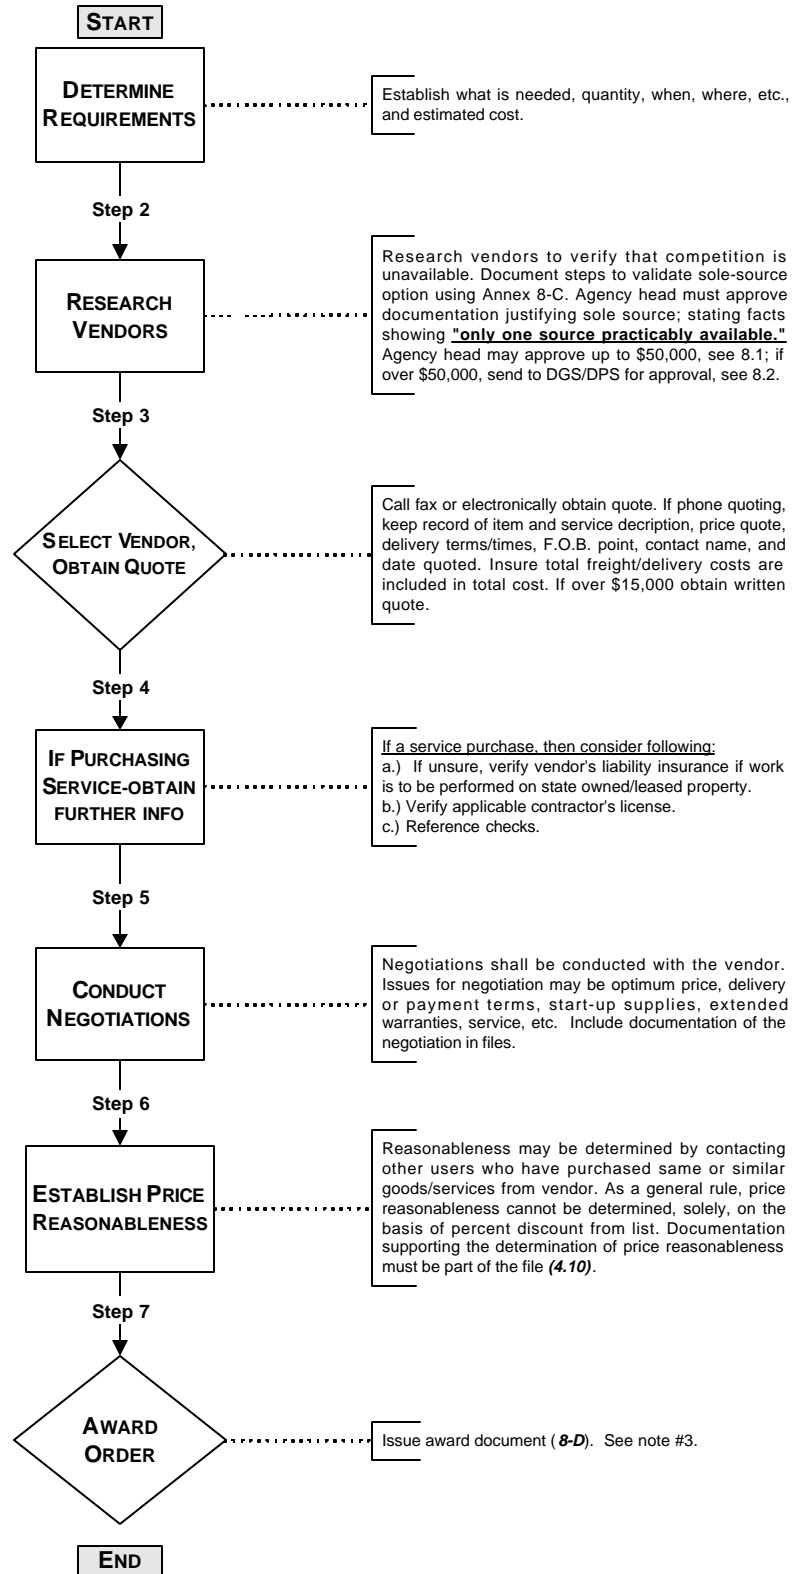 START
DETERMINE
REQUIREMENTS
Establish what is needed, quantity, when, where, etc.,
and estimated cost.
Step 2
RESEARCH
VENDORS
Research vendors to verify that competition is
unavailable. Document steps to validate sole-source
option using Annex 8-C. Agency head must approve
documentation justifying sole source; stating facts
showing "only one source practicably available."
Agency head may approve up to $50,000, see 8.1; if
over $50,000, send to DGS/DPS for approval, see 8.2.
Step 3
SELECT VENDOR,
OBTAIN QUOTE
Call fax or electronically obtain quote. If phone quoting,
keep record of item and service decription, price quote,
delivery terms/times, F.O.B. point, contact name, and
date quoted. Insure total freight/delivery costs are
included in total cost. If over $15,000 obtain written
quote.
Step 4
IF PURCHASING
SERVICE-OBTAIN
FURTHER INFO
If a service purchase, then consider following:
a.) If unsure, verify vendor's liability insurance if work
is to be performed on state owned/leased property.
b.) Verify applicable contractor's license.
c.) Reference checks.
Step 5
CONDUCT
NEGOTIATIONS
Negotiations shall be conducted with the vendor.
Issues for negotiation may be optimum price, delivery
or payment terms, start-up supplies, extended
warranties, service, etc. Include documentation of the
negotiation in files.
Step 6
ESTABLISH PRICE
REASONABLENESS
Reasonableness may be determined by contacting
other users who have purchased same or similar
goods/services from vendor. As a general rule, price
reasonableness cannot be determined, solely, on the
basis of percent discount from list. Documentation
supporting the determination of price reasonableness
must be part of the file (4.10).
Step 7
AWARD
ORDER
Issue award document ( 8-D). See note #3.
END